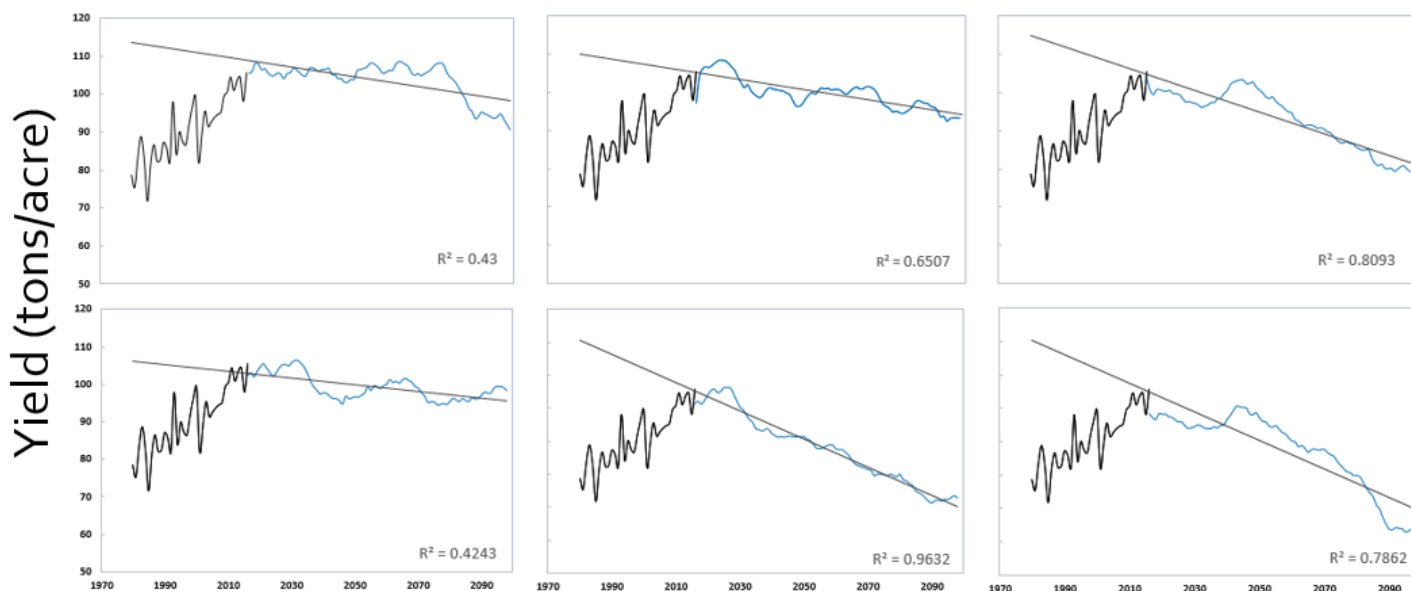 Yield (tons/acre)
120
110
100
90
80
70
60
50
R² = 0.43
R² = 0.6507
R² = 0.8093
120
110
100
90
80
70
60
50
R² = 0.4243
R² = 0.9632
R² = 0.7862
1970 1990 2010 2030 2050 2070 2090
1970 1990 2010 2030 2050 2070 2090
1970 1990 2010 2030 2050 2070 2090